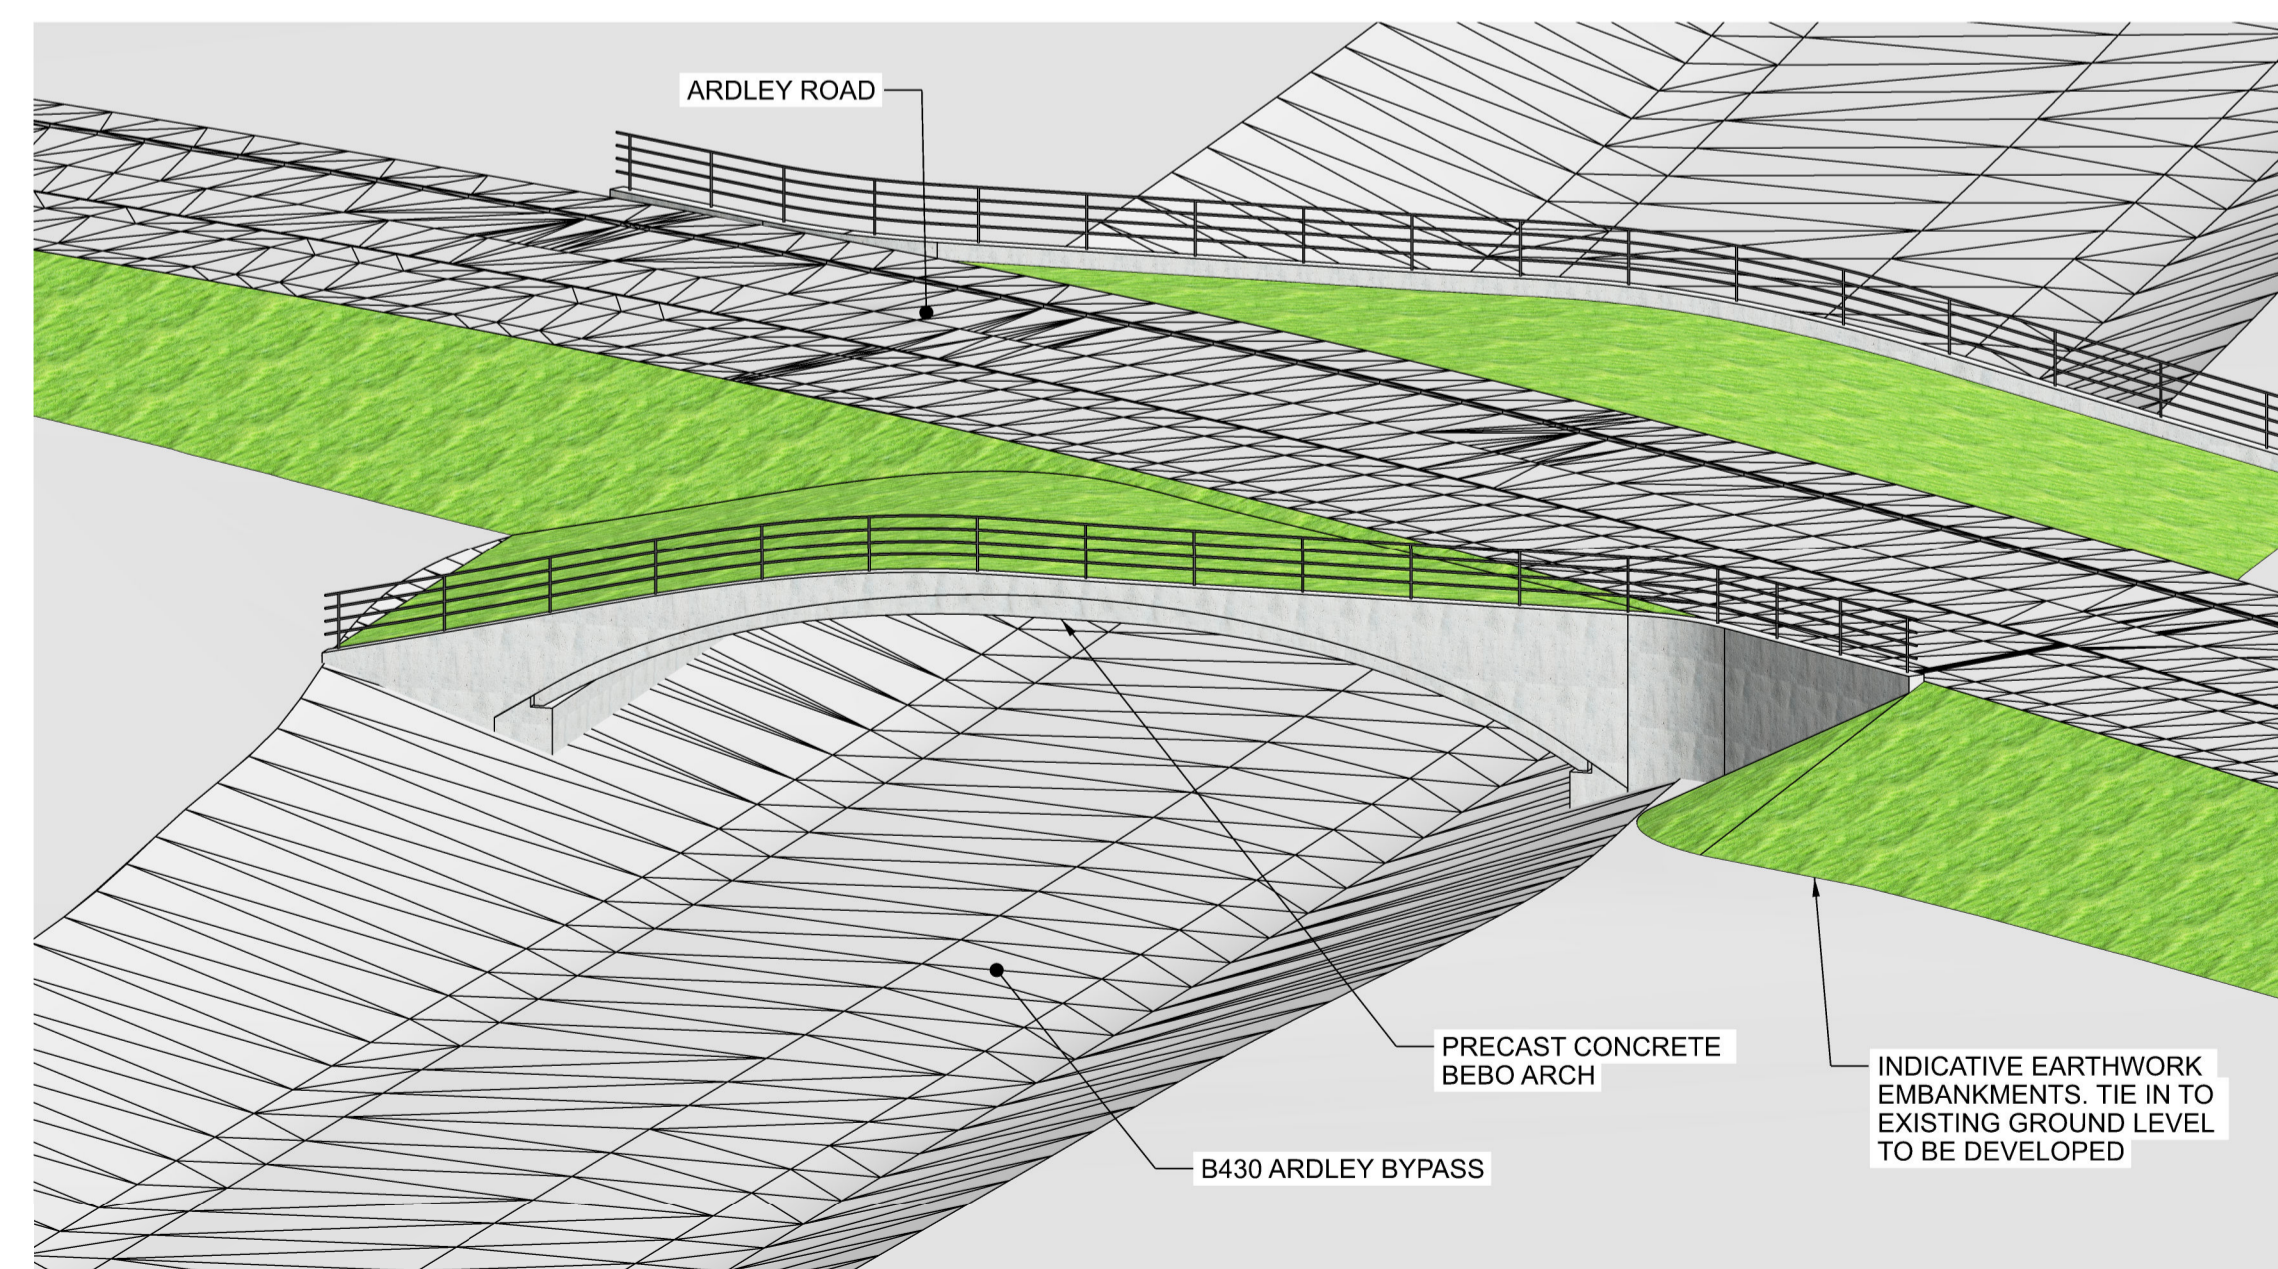 ARDLEY ROAD
PRECAST CONCRETE
BEBO ARCH
INDICATIVE EARTHWORK
EMBANKMENTS. TIE IN TO
EXISTING GROUND LEVEL
TO BE DEVELOPED
B430 ARDLEY BYPASS